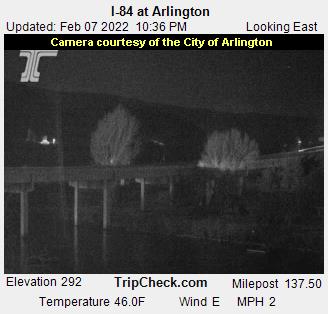 I-84 at Arlington
Updated: Feb 07 2022 10:36 PM Looking East
Camera courtesy of the City of Arlington
Elevation 292 TripCheck.com Milepost 137.50
Temperature 46.0F Wind E MPH 2